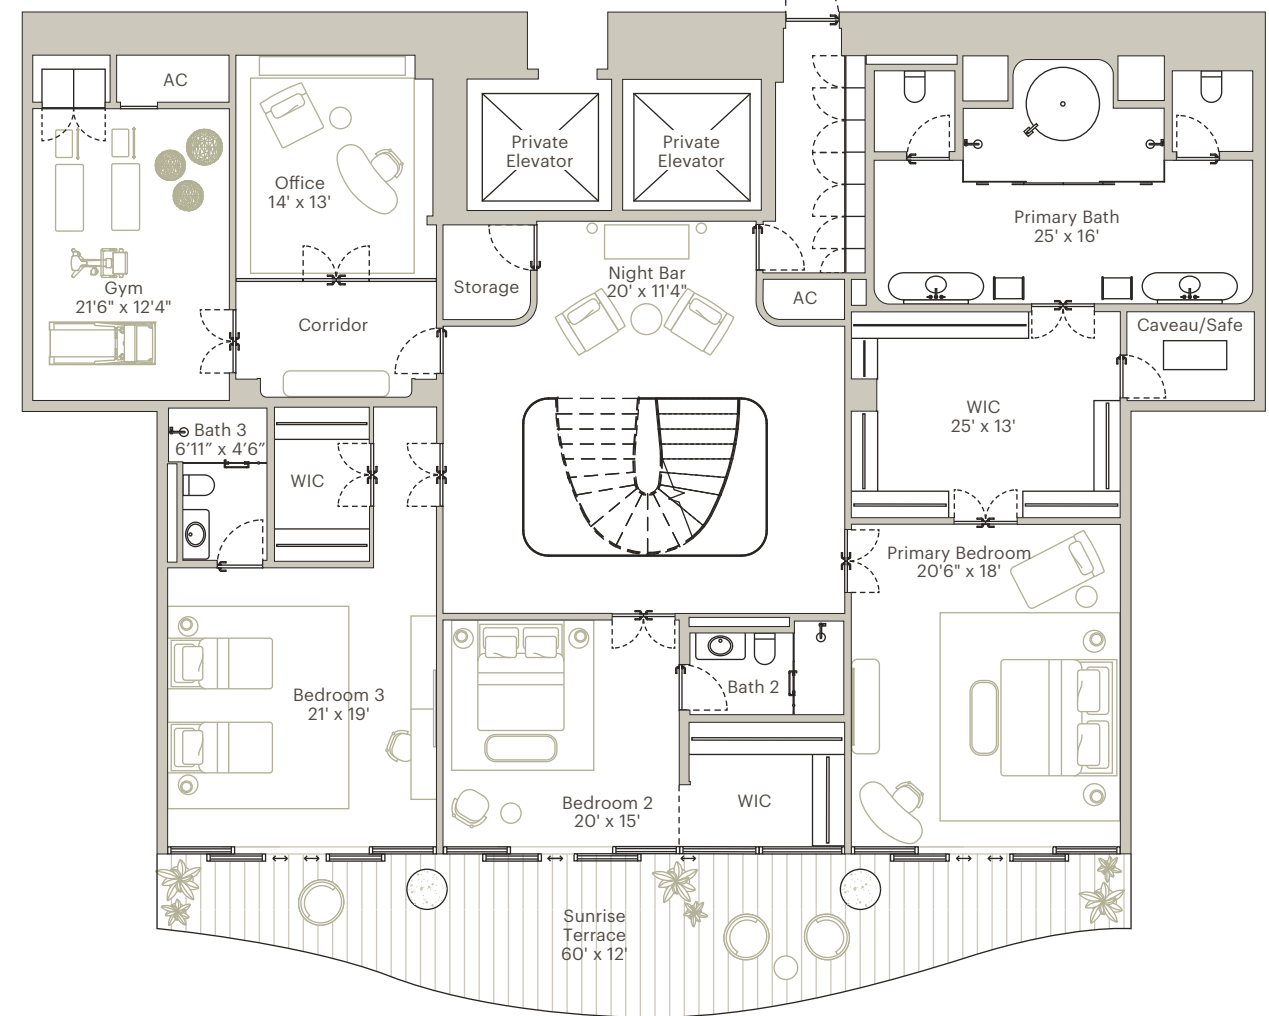 AC
Private
Elevator
Private
Elevator
Office
14' x 13'
Primary Bath
25' x 16'
Gym
21'6" x 12'4"
Storage
Night Bar
20' x 11'4"
AC
Corridor
Caveau/Safe
WIC
25' x 13'
Bath 3
6’11” x 4’6”
WIC
Primary Bedroom
20'6" x 18'
Bedroom 3
21' x 19'
Bath 2
Bedroom 2
20' x 15'
WIC
Sunrise
Terrace
60' x 12'